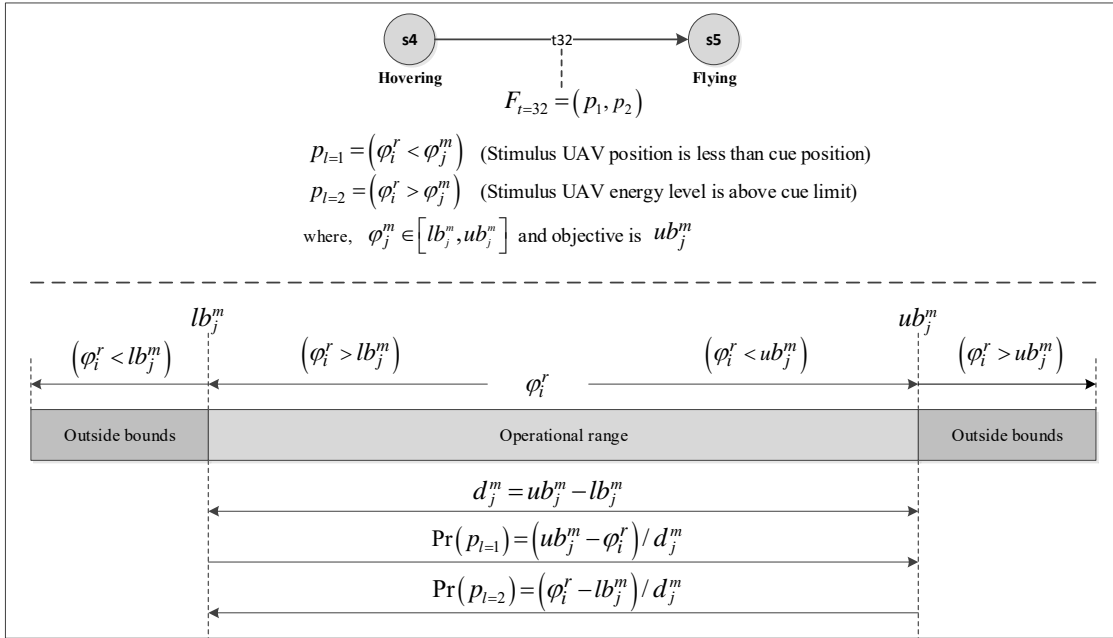 s4 t32 s5
Hovering Flying
F_{t=32} = (p_1, p_2)
p_{l=1} = (φ_i^r < φ_j^m) (Stimulus UAV position is less than cue position)
p_{l=2} = (φ_i^r > φ_j^m) (Stimulus UAV energy level is above cue limit)
where, φ_j^m ∈ [lb_j^m, ub_j^m] and objective is ub_j^m
lb_j^m ub_j^m
(φ_i^r < lb_j^m) (φ_i^r > lb_j^m) (φ_i^r < ub_j^m) (φ_i^r > ub_j^m)
φ_i^r
Outside bounds Operational range Outside bounds
d_j^m = ub_j^m − lb_j^m
Pr(p_{l=1}) = (ub_j^m − φ_i^r) / d_j^m
Pr(p_{l=2}) = (φ_i^r − lb_j^m) / d_j^m